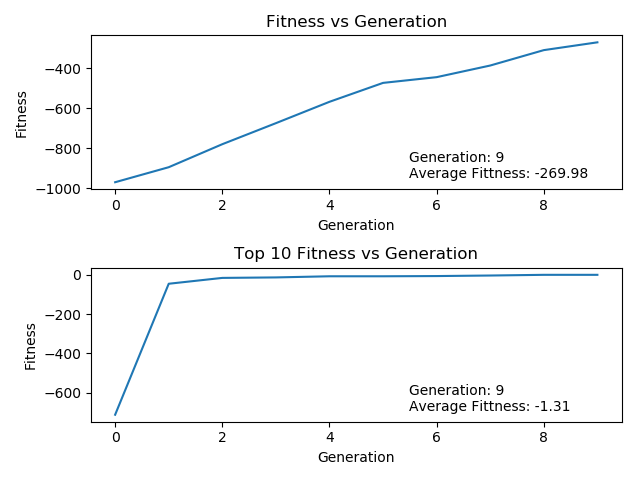 Fitness vs Generation
Fitness
−400
−600
−800
−1000
Generation: 9
Average Fittness: -269.98
0 2 4 6 8
Generation
Top 10 Fitness vs Generation
Fitness
0
−200
−400
−600
Generation: 9
Average Fittness: -1.31
0 2 4 6 8
Generation